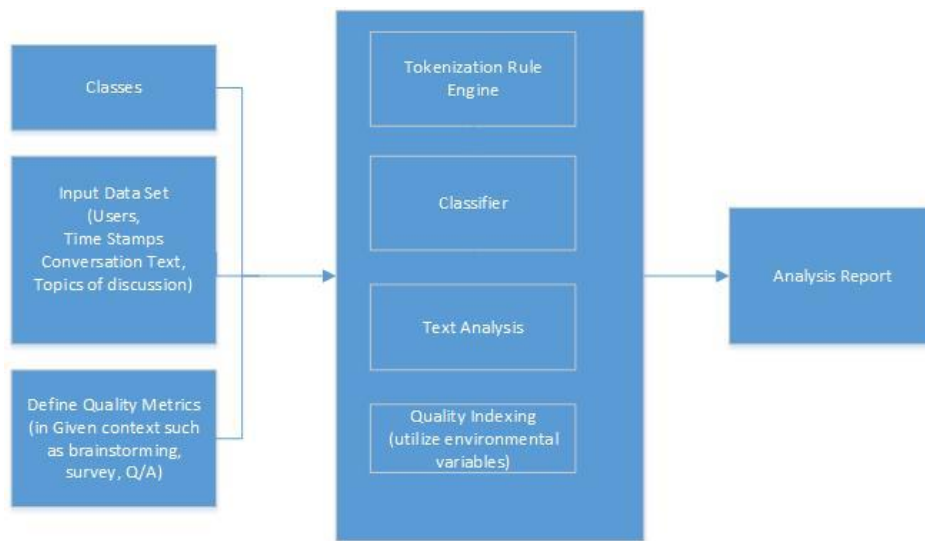 Classes
Input Data Set
(Users,
Time Stamps
Conversation Text,
Topics of discussion)
Define Quality Metrics
(in Given context such
as brainstorming,
survey, Q/A)
Tokenization Rule
Engine
Classifier
Text Analysis
Quality Indexing
(utilize environmental
variables)
Analysis Report